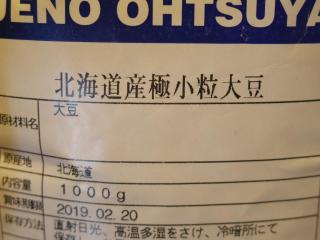 UENO OHTSUYA
北海道産極小粒大豆
原材料名 大豆
原産地 北海道
内容量 1000g
賞味期限 2019.02.20
保存方法 直射日光、高温多湿をさけ、冷暗所にて
保存